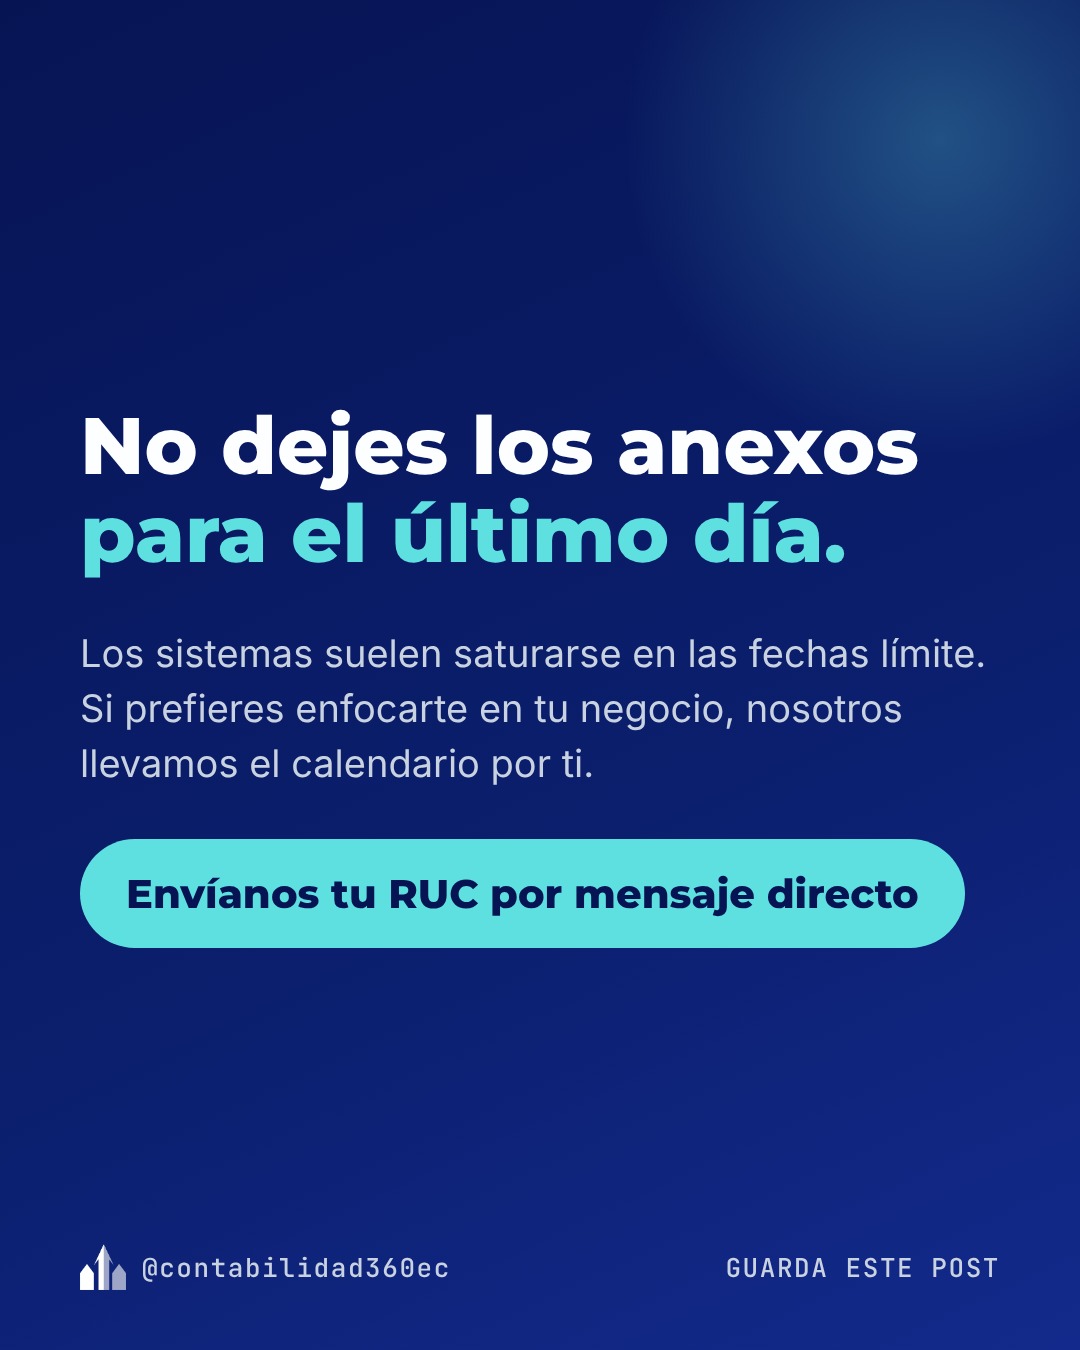 No dejes los anexos
para el último día.
Los sistemas suelen saturarse en las fechas límite.
Si prefieres enfocarte en tu negocio, nosotros
llevamos el calendario por ti.
Envíanos tu RUC por mensaje directo
@contabilidad360ec
GUARDA ESTE POST